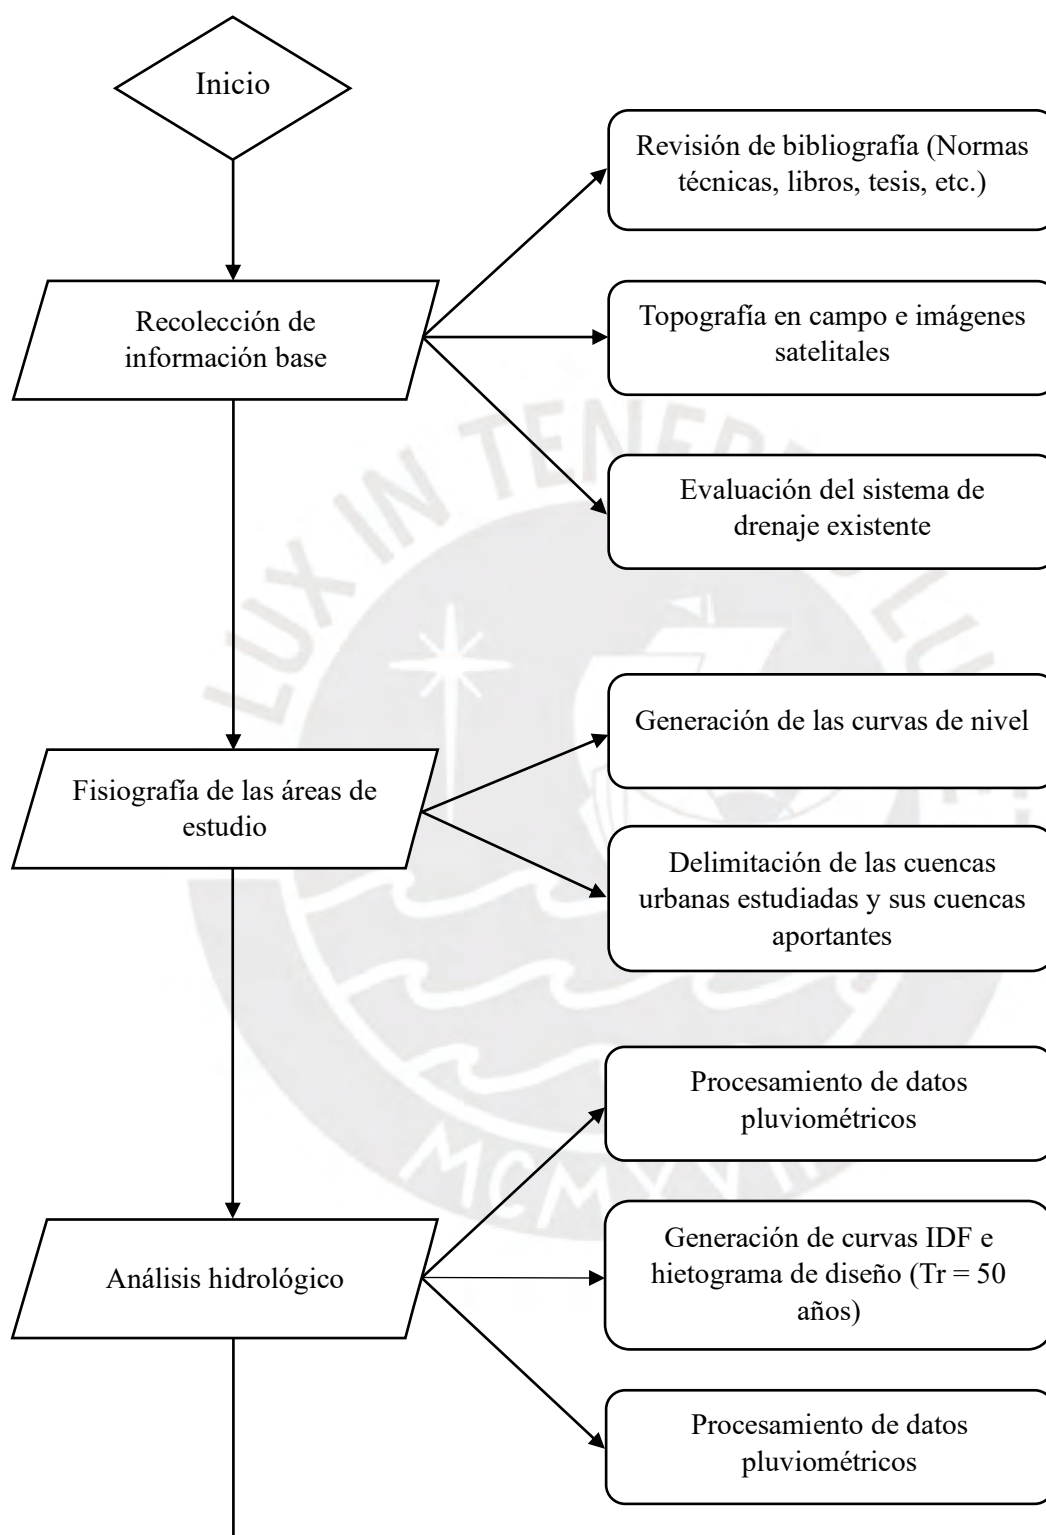 Inicio
Revisión de bibliografía (Normas
técnicas, libros, tesis, etc.)
Recolección de
información base
Topografía en campo e imágenes
satelitales
Evaluación del sistema de
drenaje existente
LUX IN
Generación de las curvas de nivel
Fisiografía de las áreas de
estudio
Delimitación de las cuencas
urbanas estudiadas y sus cuencas
aportantes
Procesamiento de datos
pluviométricos
Análisis hidrológico
Generación de curvas IDF e
hietograma de diseño (Tr = 50
años)
Procesamiento de datos
pluviométricos